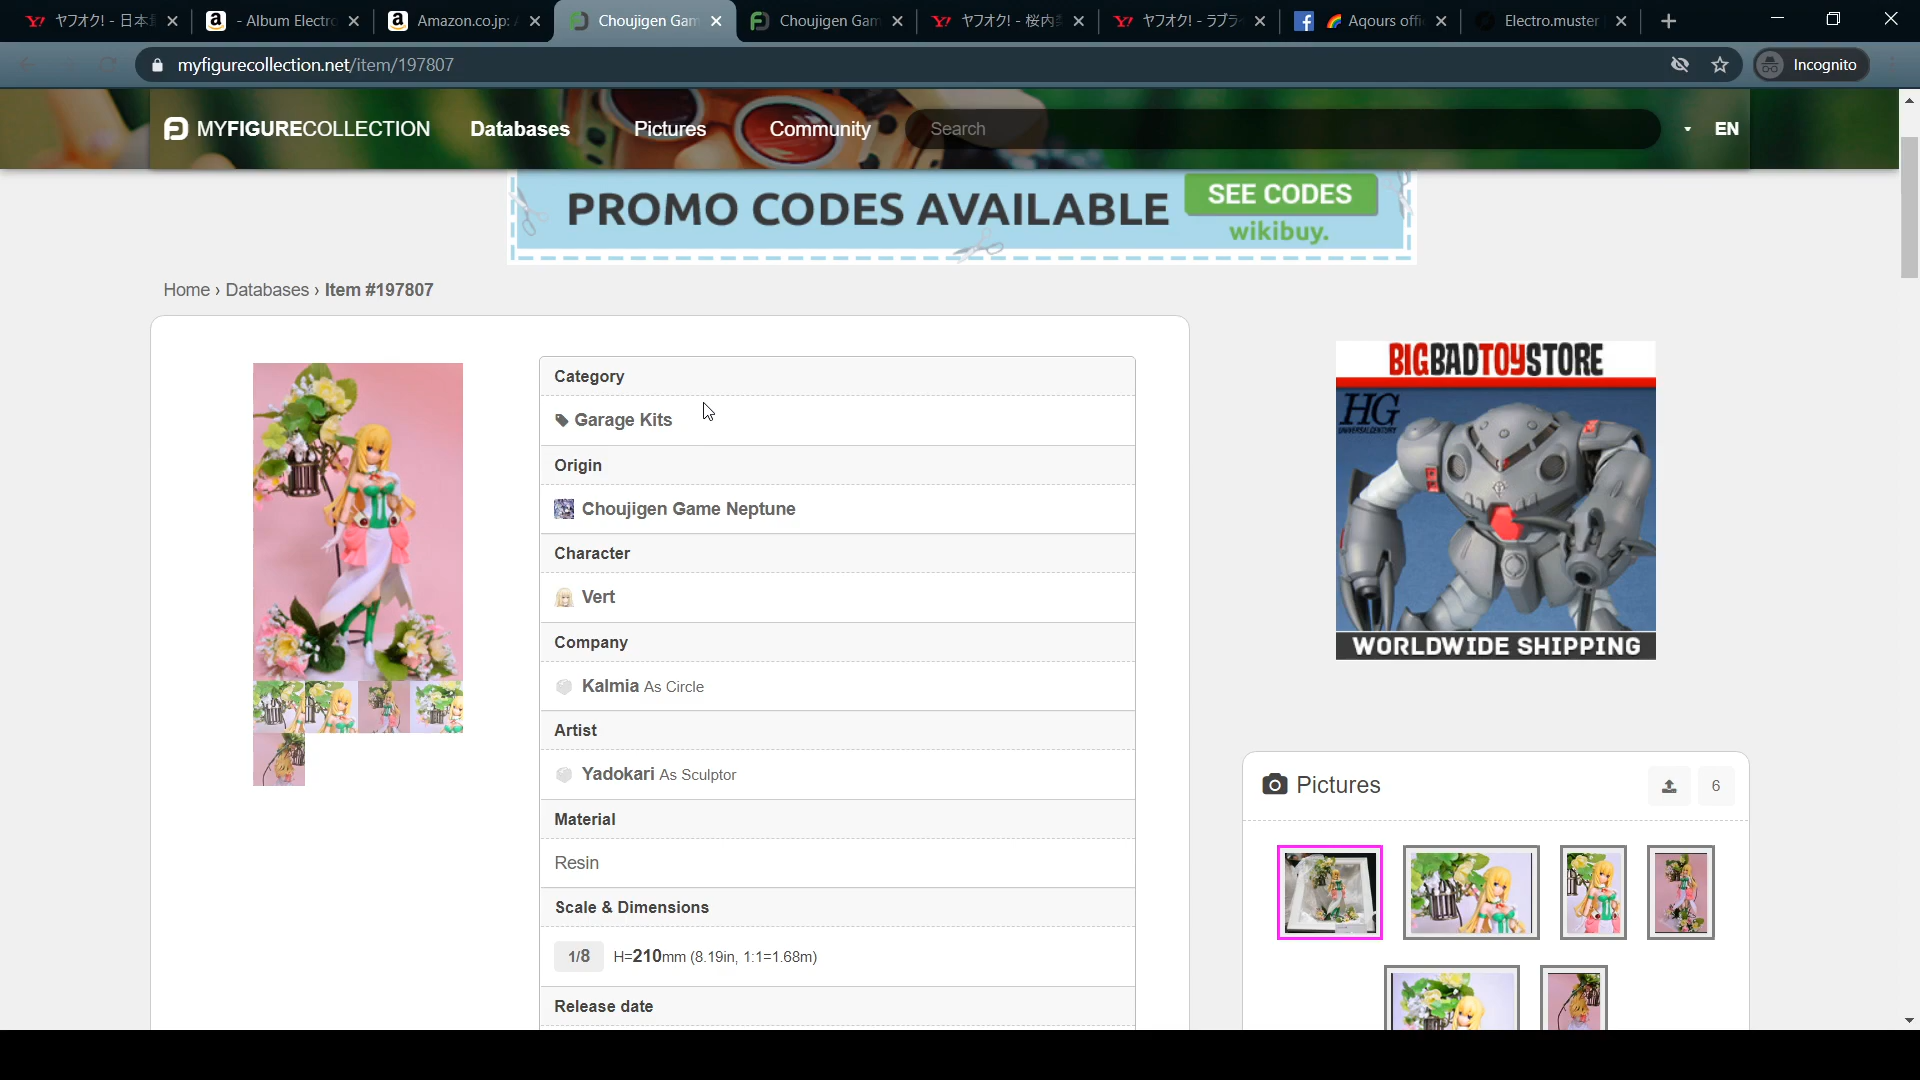 ヤフオク! - 日本
- Album Electro
Amazon.co.jp:
Choujigen Gam
Choujigen Gam
ヤフオク! - 桜内
ヤフオク! - ラブラ
Aqours offi
Electro.muster
myfigurecollection.net/item/197807
Incognito
MYFIGURECOLLECTION
Databases
Pictures
Community
Search
EN
PROMO CODES AVAILABLE
SEE CODES
wikibuy.
Home › Databases › Item #197807
Category
Garage Kits
Origin
Choujigen Game Neptune
Character
Vert
Company
Kalmia As Circle
Artist
Yadokari As Sculptor
Material
Resin
Scale & Dimensions
1/8 H=210mm (8.19in, 1:1=1.68m)
Release date
BIGBADTOYSTORE
HG
UNIVERSAL CENTURY
WORLDWIDE SHIPPING
Pictures
6